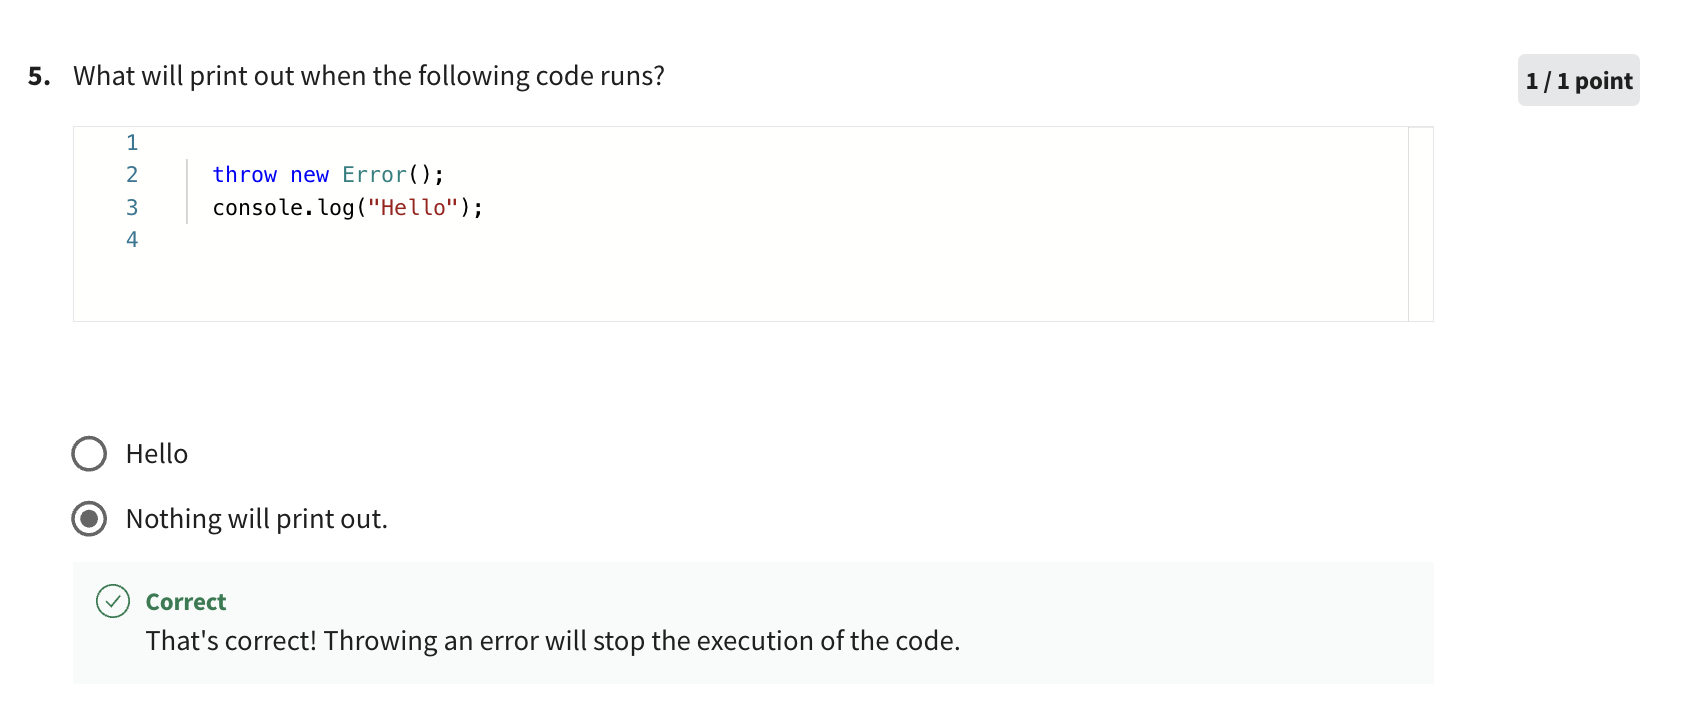 5. What will print out when the following code runs?
1 / 1 point
1
2 throw new Error();
3 console.log("Hello");
4
Hello
Nothing will print out.
Correct
That's correct! Throwing an error will stop the execution of the code.